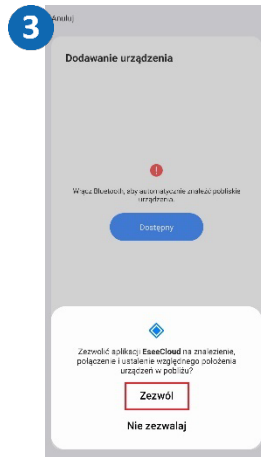 3
Anuluj
Dodawanie urządzenia
Włącz Bluetooth, aby automatycznie znaleźć pobliskie
urządzenia.
Dostępny
Zezwolić aplikacji EseeCloud na znalezienie,
połączenie i ustalenie względnego położenia
urządzeń w pobliżu?
Zezwól
Nie zezwalaj